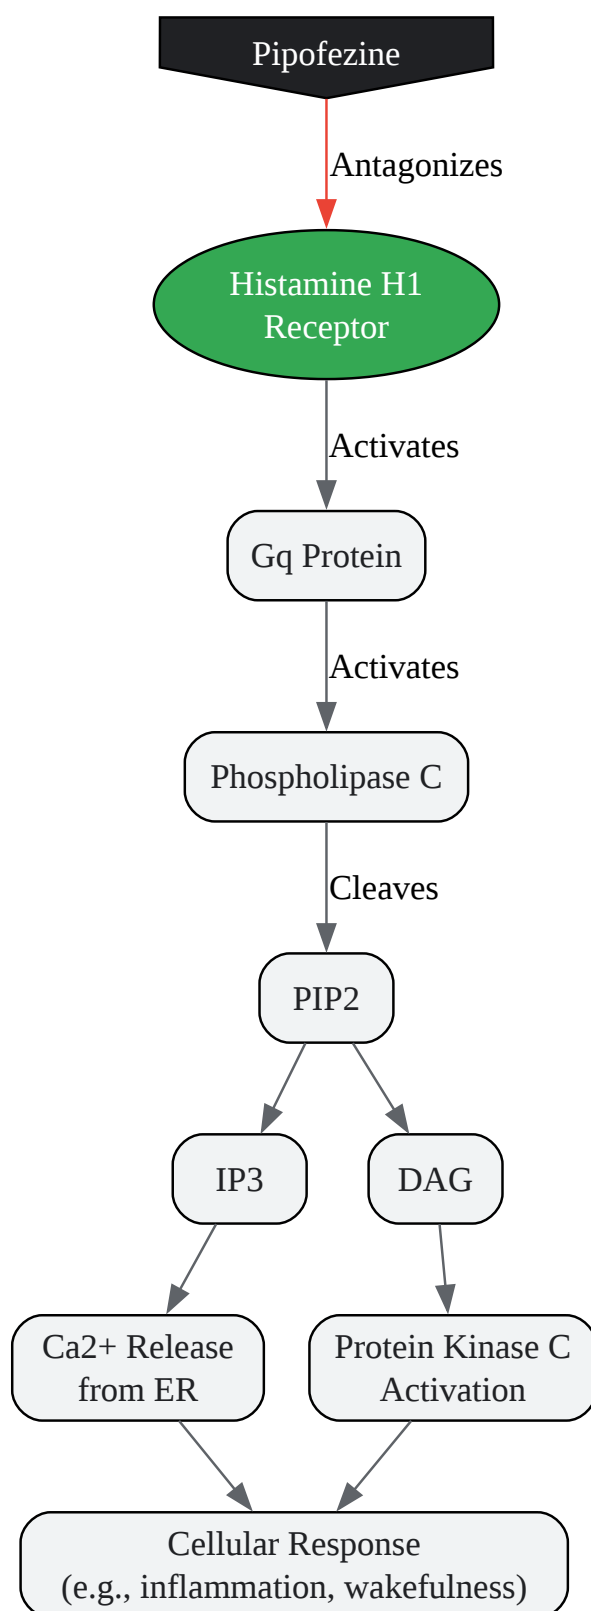 Pipofezine
Antagonizes
Histamine H1
Receptor
Activates
Gq Protein
Activates
Phospholipase C
Cleaves
PIP2
IP3
DAG
Ca2+ Release
from ER
Protein Kinase C
Activation
Cellular Response
(e.g., inflammation, wakefulness)